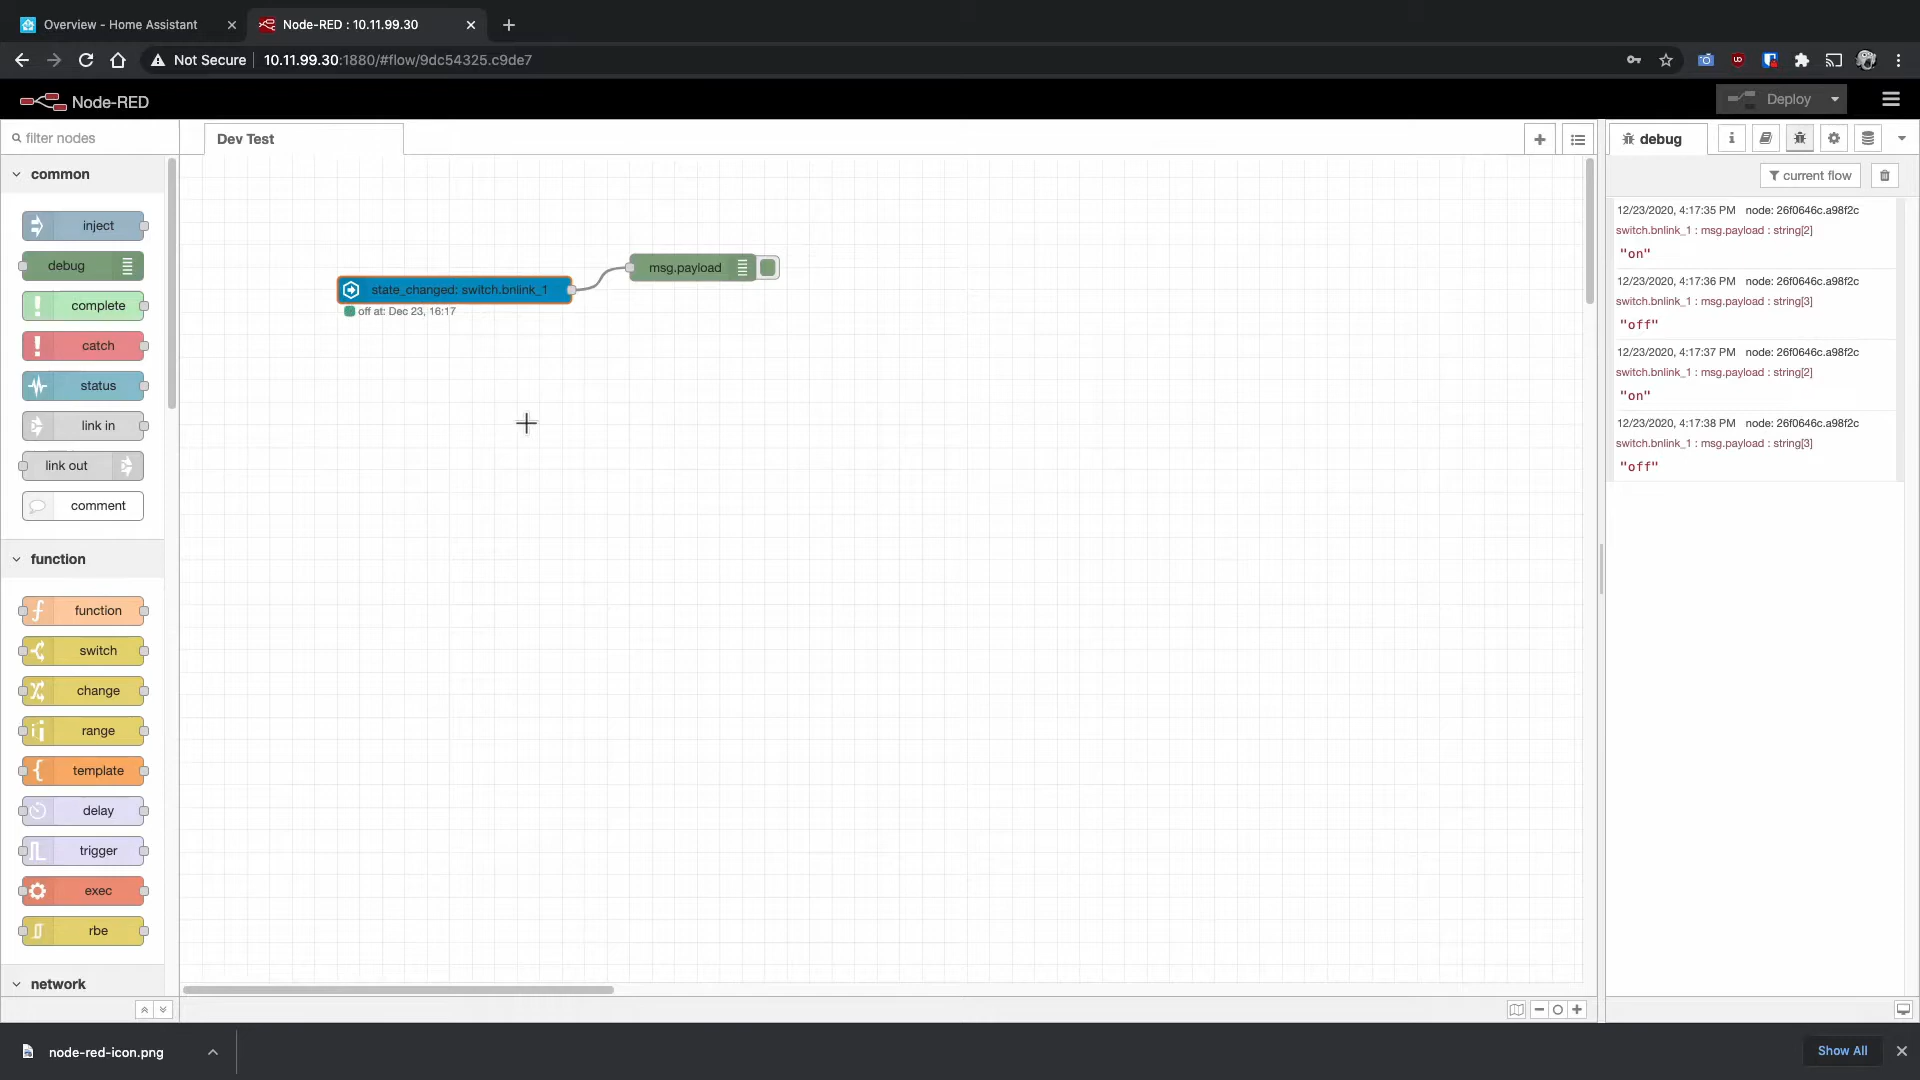 Overview - Home Assistant
Node-RED : 10.11.99.30
Not Secure
10.11.99.30:1880/#flow/9dc54325.c9de7
Node-RED
Deploy
filter nodes
Dev Test
debug
current flow
common
inject
debug
complete
catch
status
link in
link out
comment
function
function
switch
change
range
template
delay
trigger
exec
rbe
network
state_changed: switch.bnlink_1
off at: Dec 23, 16:17
msg.payload
12/23/2020, 4:17:35 PM node: 26f0646c.a98f2c
switch.bnlink_1 : msg.payload : string[2]
"on"
12/23/2020, 4:17:36 PM node: 26f0646c.a98f2c
switch.bnlink_1 : msg.payload : string[3]
"off"
12/23/2020, 4:17:37 PM node: 26f0646c.a98f2c
switch.bnlink_1 : msg.payload : string[2]
"on"
12/23/2020, 4:17:38 PM node: 26f0646c.a98f2c
switch.bnlink_1 : msg.payload : string[3]
"off"
node-red-icon.png
Show All